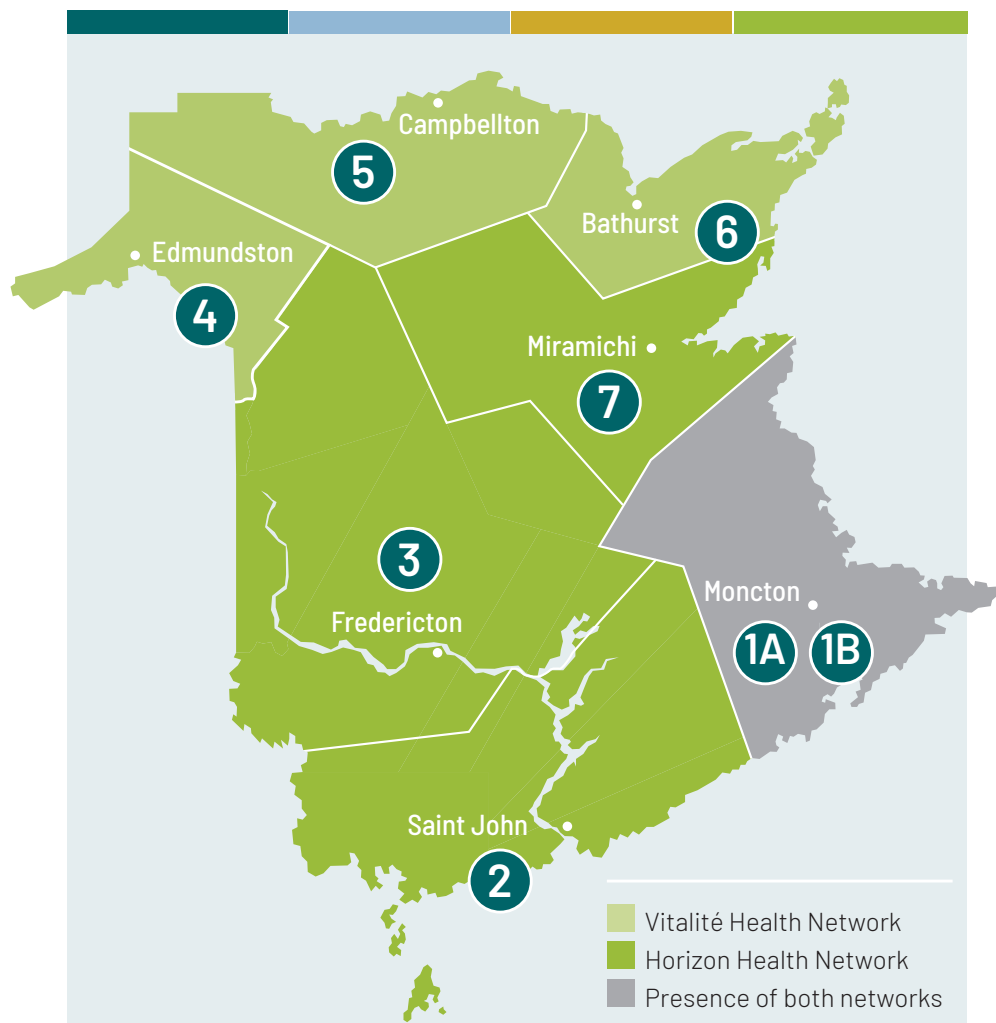 Campbellton
5
Bathurst
6
Edmundston
4
Miramichi
7
3
Fredericton
Moncton
1A
1B
Saint John
2
Vitalité Health Network
Horizon Health Network
Presence of both networks